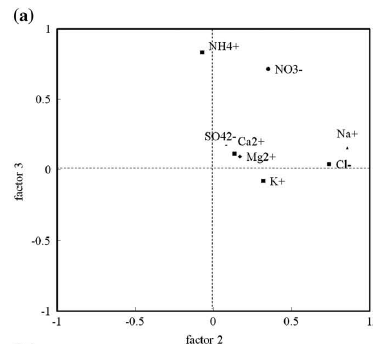 (a)
1
NH4+
NO3-
0.5
SO42-
Ca2+
Na+
Mg2+
Cl-
0
K+
factor 3
-0.5
-1
-1
-0.5
0
0.5
1
factor 2